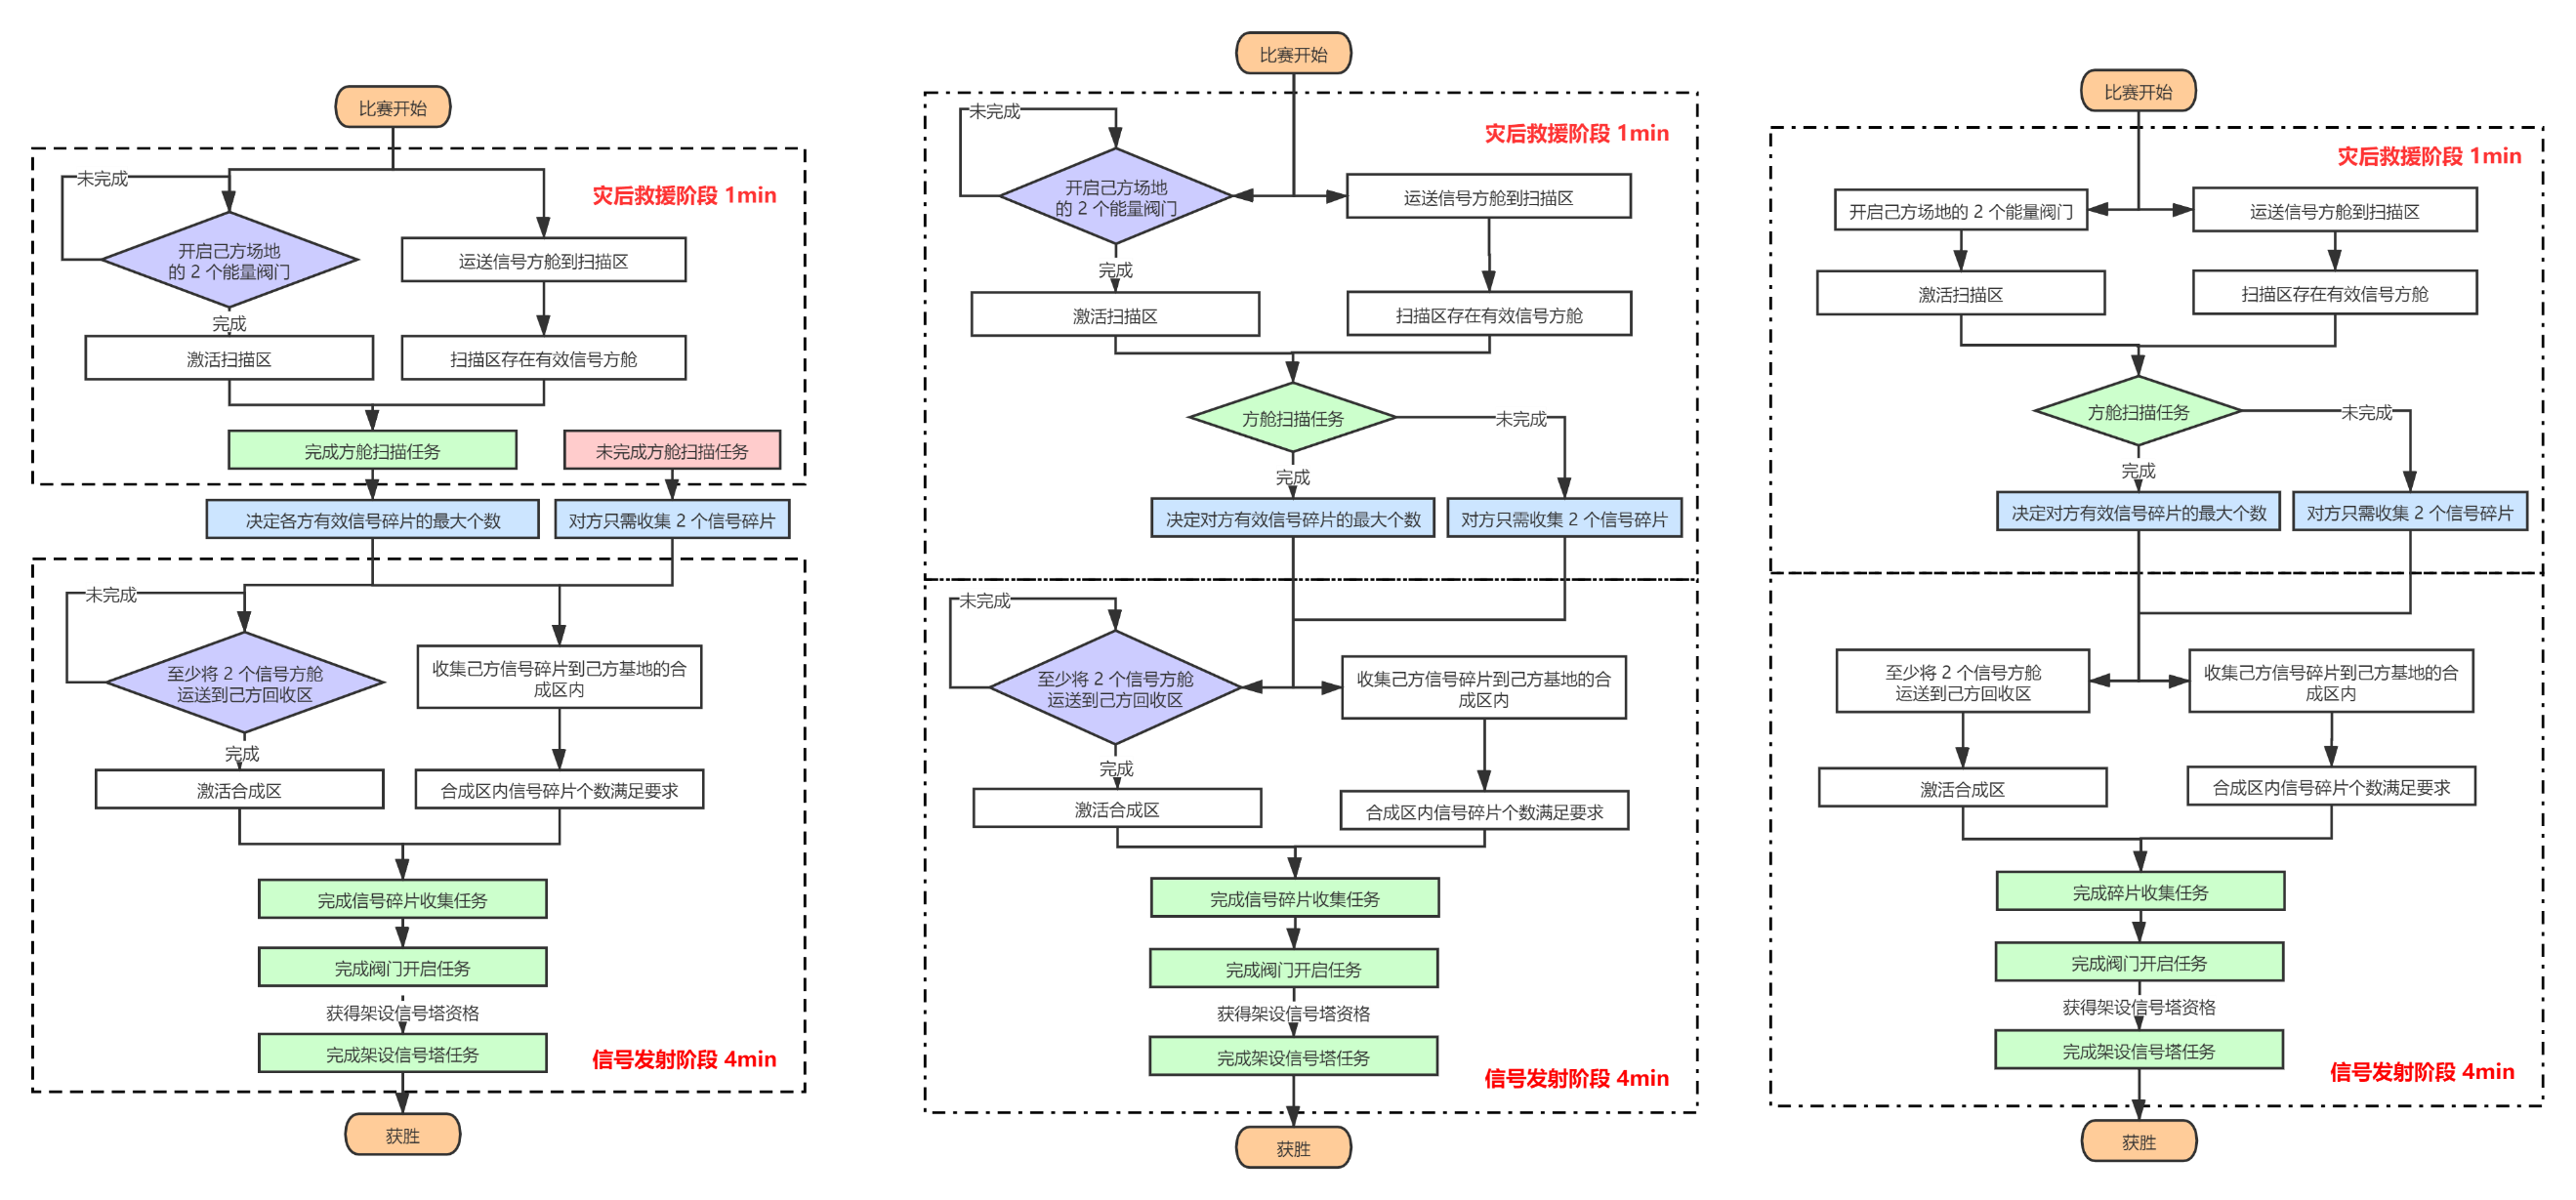 比赛开始
未完成
灾后救援阶段 1min
开启己方场地
的 2 个能量阀门
运送信号方舱到扫描区
完成
激活扫描区
扫描区存在有效信号方舱
完成方舱扫描任务
未完成方舱扫描任务
决定各方有效信号碎片的最大个数
对方只需收集 2 个信号碎片
未完成
至少将 2 个信号方舱
运送到己方回收区
收集己方信号碎片到己方基地的合
成区内
完成
激活合成区
合成区内信号碎片个数满足要求
完成信号碎片收集任务
完成阀门开启任务
获得架设信号塔资格
完成架设信号塔任务
信号发射阶段 4min
获胜
比赛开始
未完成
灾后救援阶段 1min
开启己方场地
的 2 个能量阀门
运送信号方舱到扫描区
完成
激活扫描区
扫描区存在有效信号方舱
方舱扫描任务
未完成
完成
决定对方有效信号碎片的最大个数
对方只需收集 2 个信号碎片
未完成
至少将 2 个信号方舱
运送到己方回收区
收集己方信号碎片到己方基地的合
成区内
完成
激活合成区
合成区内信号碎片个数满足要求
完成信号碎片收集任务
完成阀门开启任务
获得架设信号塔资格
完成架设信号塔任务
信号发射阶段 4min
获胜
比赛开始
灾后救援阶段 1min
开启己方场地的 2 个能量阀门
运送信号方舱到扫描区
激活扫描区
扫描区存在有效信号方舱
方舱扫描任务
未完成
完成
决定对方有效信号碎片的最大个数
对方只需收集 2 个信号碎片
至少将 2 个信号方舱
运送到己方回收区
收集己方信号碎片到己方基地的合
成区内
激活合成区
合成区内信号碎片个数满足要求
完成碎片收集任务
完成阀门开启任务
获得架设信号塔资格
完成架设信号塔任务
信号发射阶段 4min
获胜